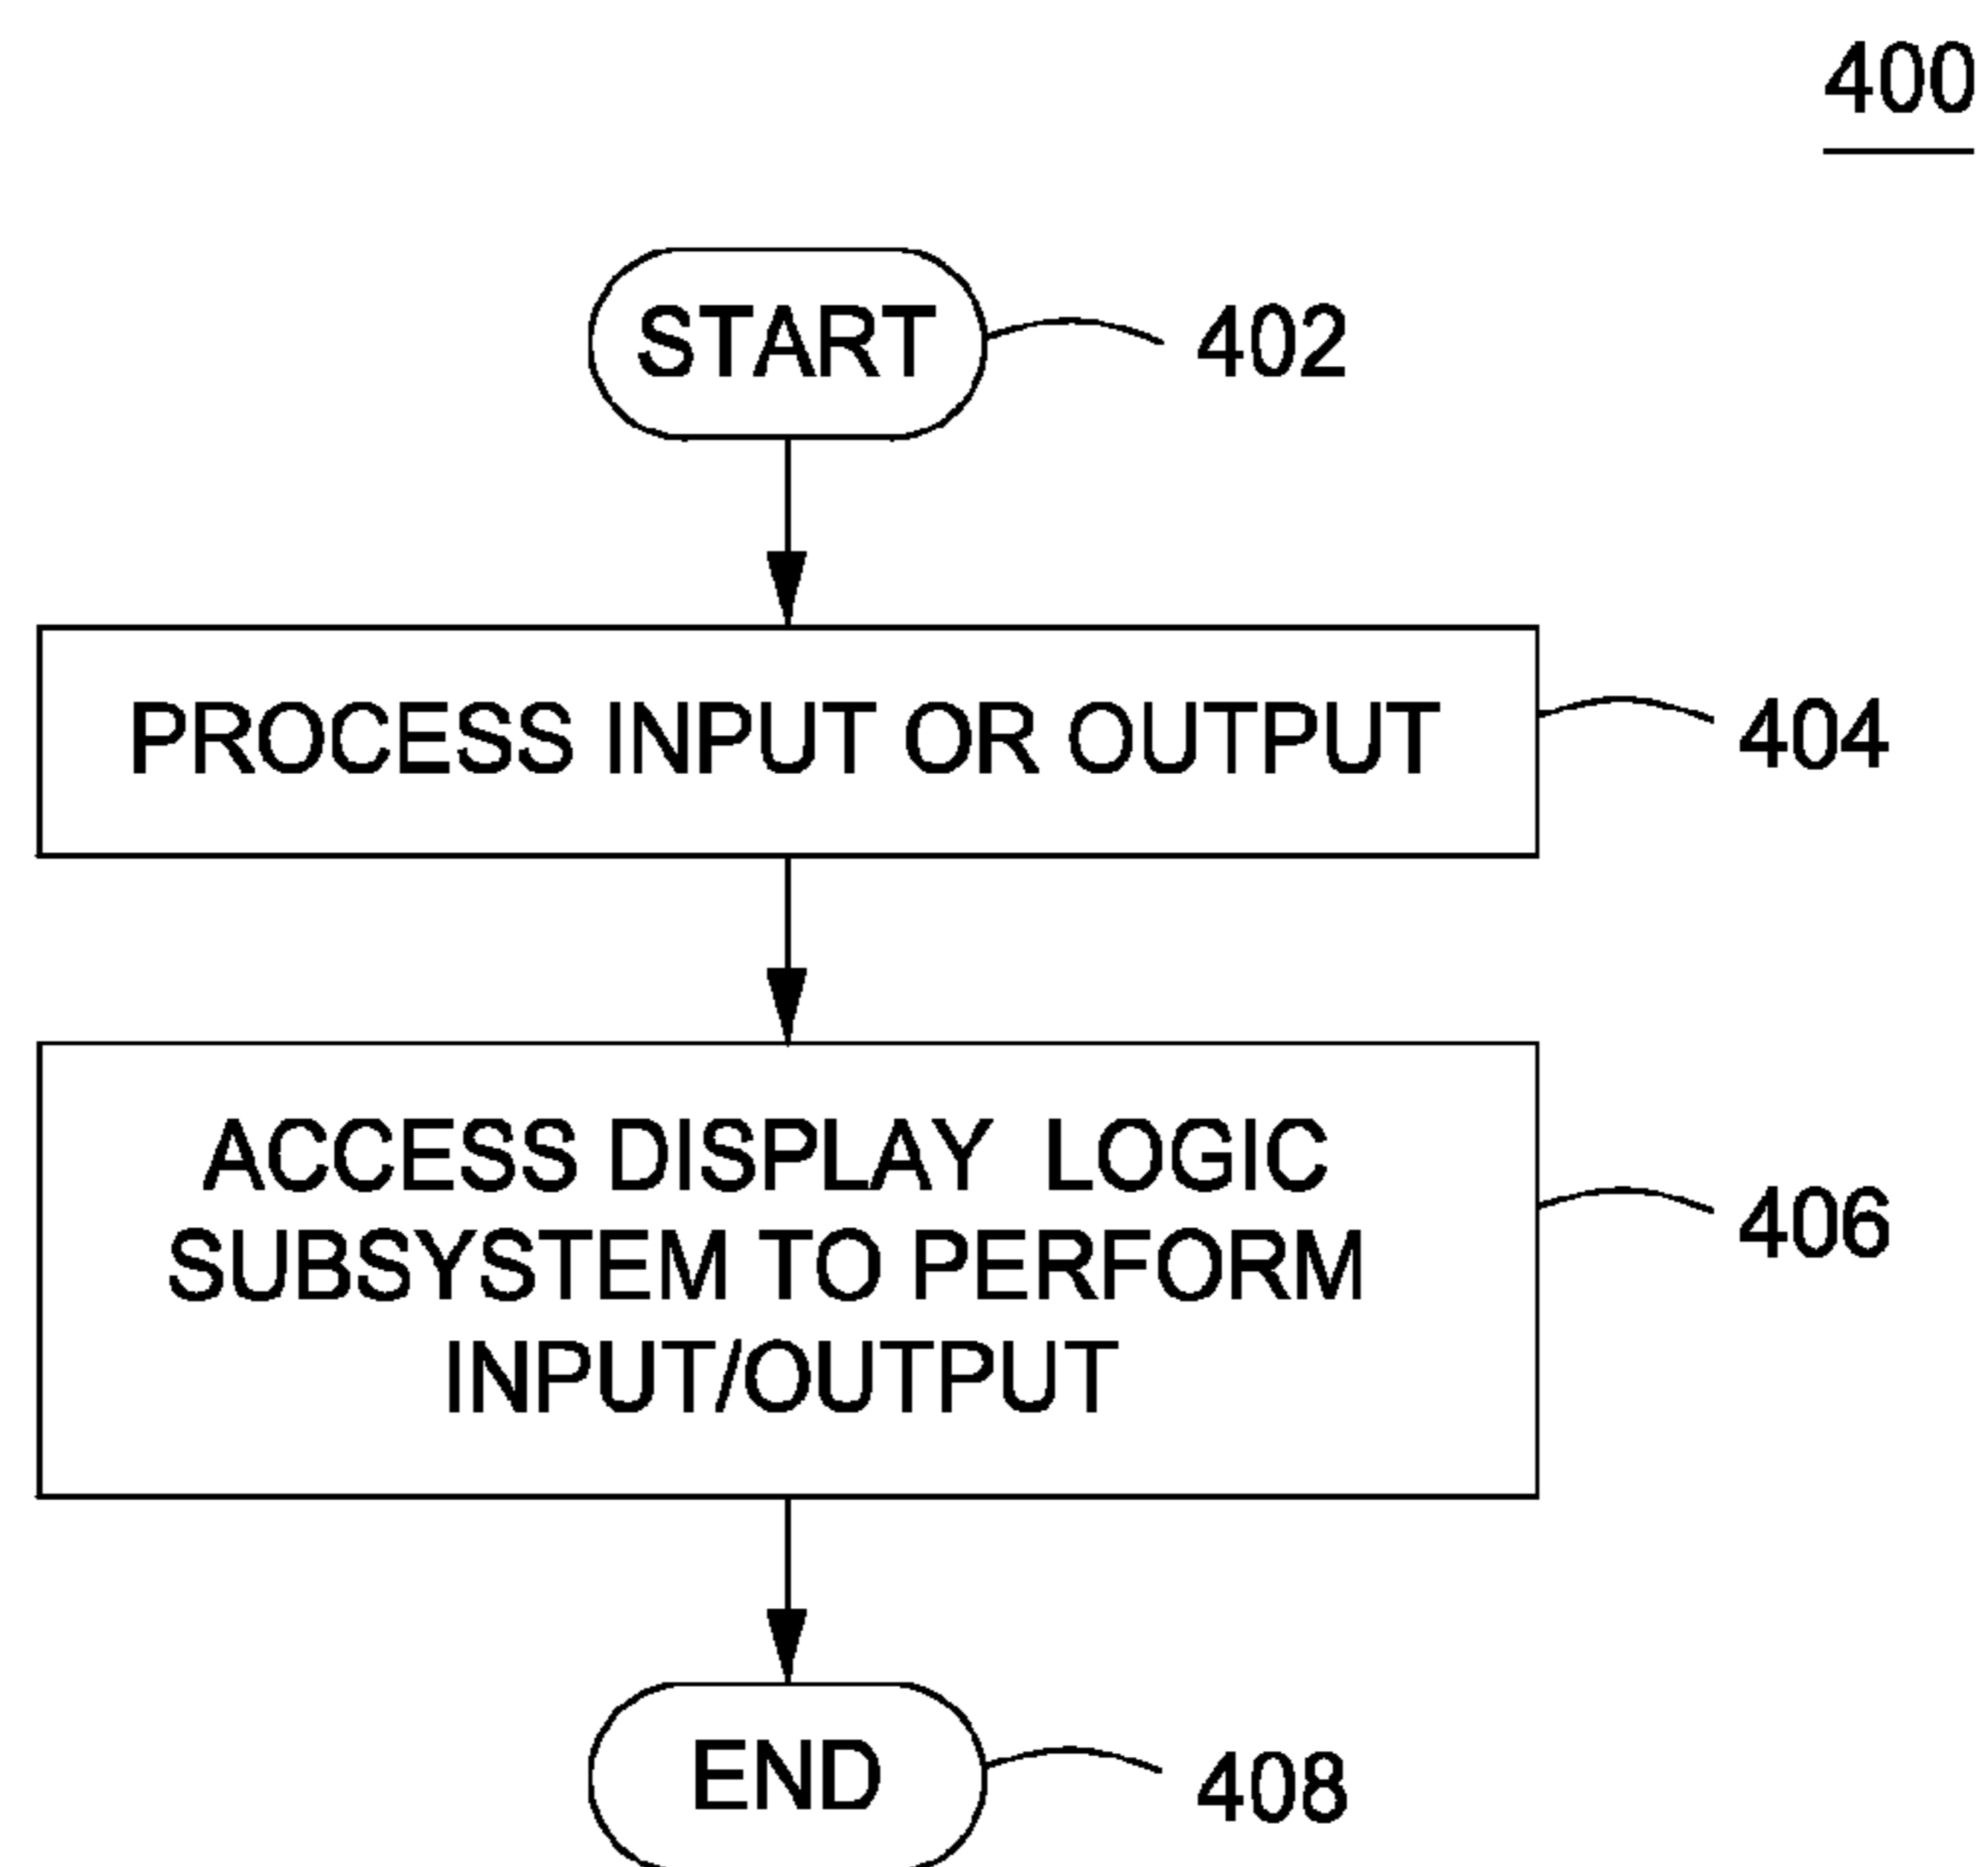 400
START
402
PROCESS INPUT OR OUTPUT
404
ACCESS DISPLAY LOGIC
SUBSYSTEM TO PERFORM
INPUT/OUTPUT
406
END
408